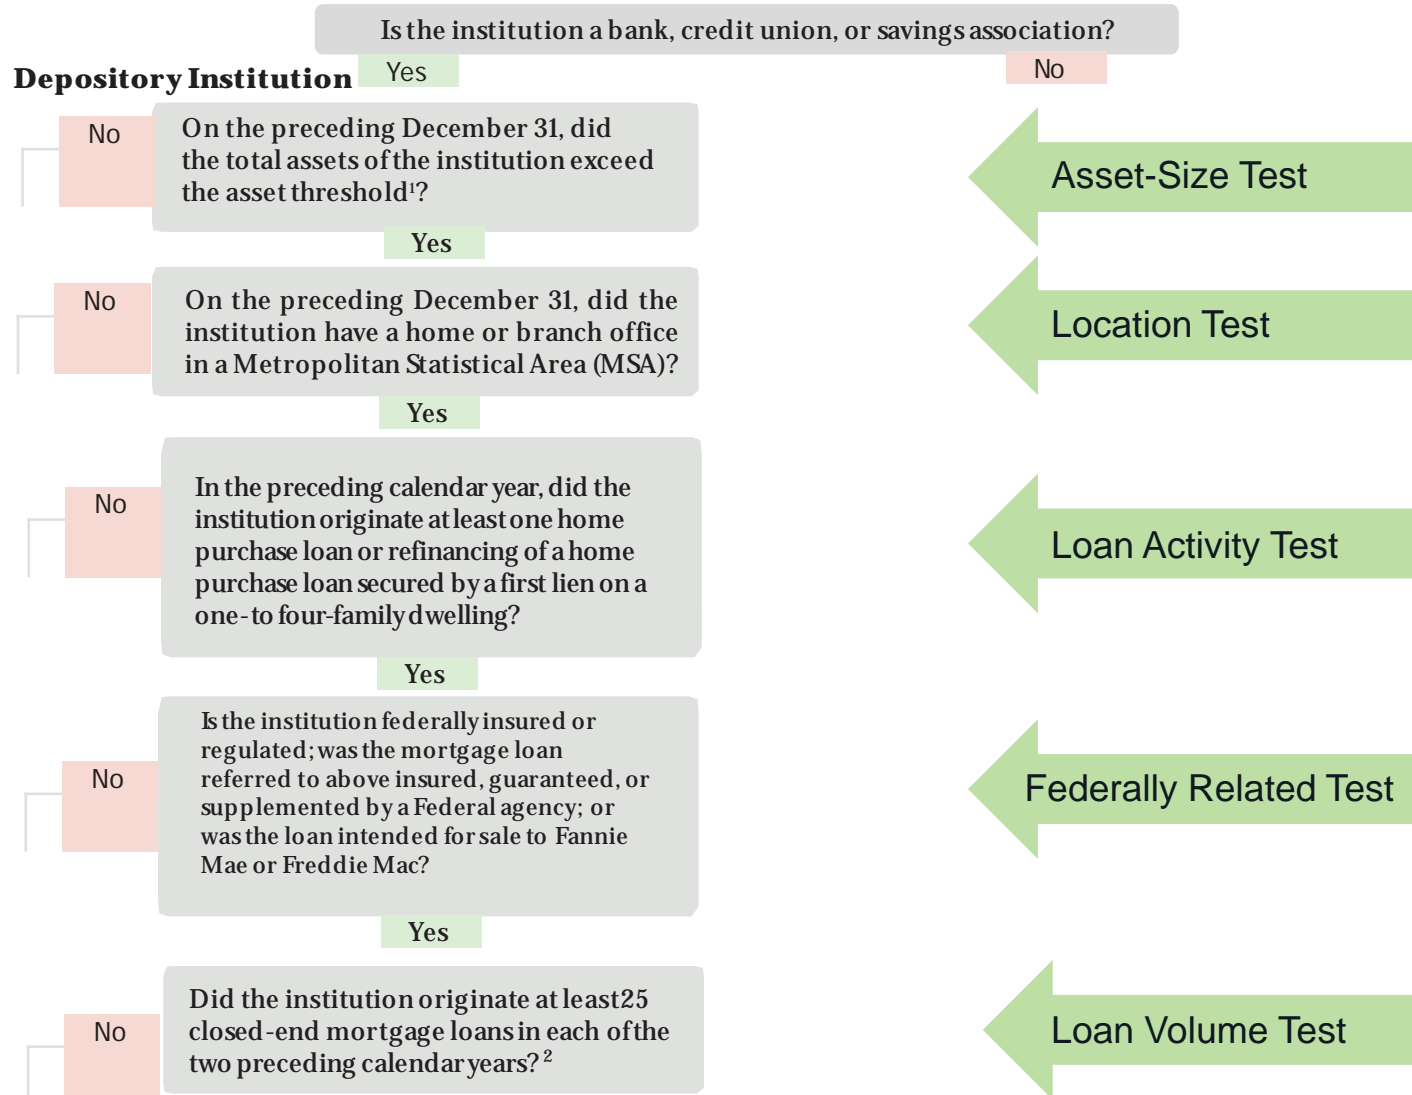 Is the institution a bank, credit union, or savings association?
Depository Institution
Yes
No
No
On the preceding December 31, did
the total assets of the institution exceed
the asset threshold¹?
Asset-Size Test
Yes
No
On the preceding December 31, did the
institution have a home or branch office
in a Metropolitan Statistical Area (MSA)?
Location Test
Yes
No
In the preceding calendar year, did the
institution originate at least one home
purchase loan or refinancing of a home
purchase loan secured by a first lien on a
one- to four-family dwelling?
Loan Activity Test
Yes
No
Is the institution federally insured or
regulated; was the mortgage loan
referred to above insured, guaranteed, or
supplemented by a Federal agency; or
was the loan intended for sale to Fannie
Mae or Freddie Mac?
Federally Related Test
Yes
No
Did the institution originate at least 25
closed-end mortgage loans in each of the
two preceding calendar years? ²
Loan Volume Test